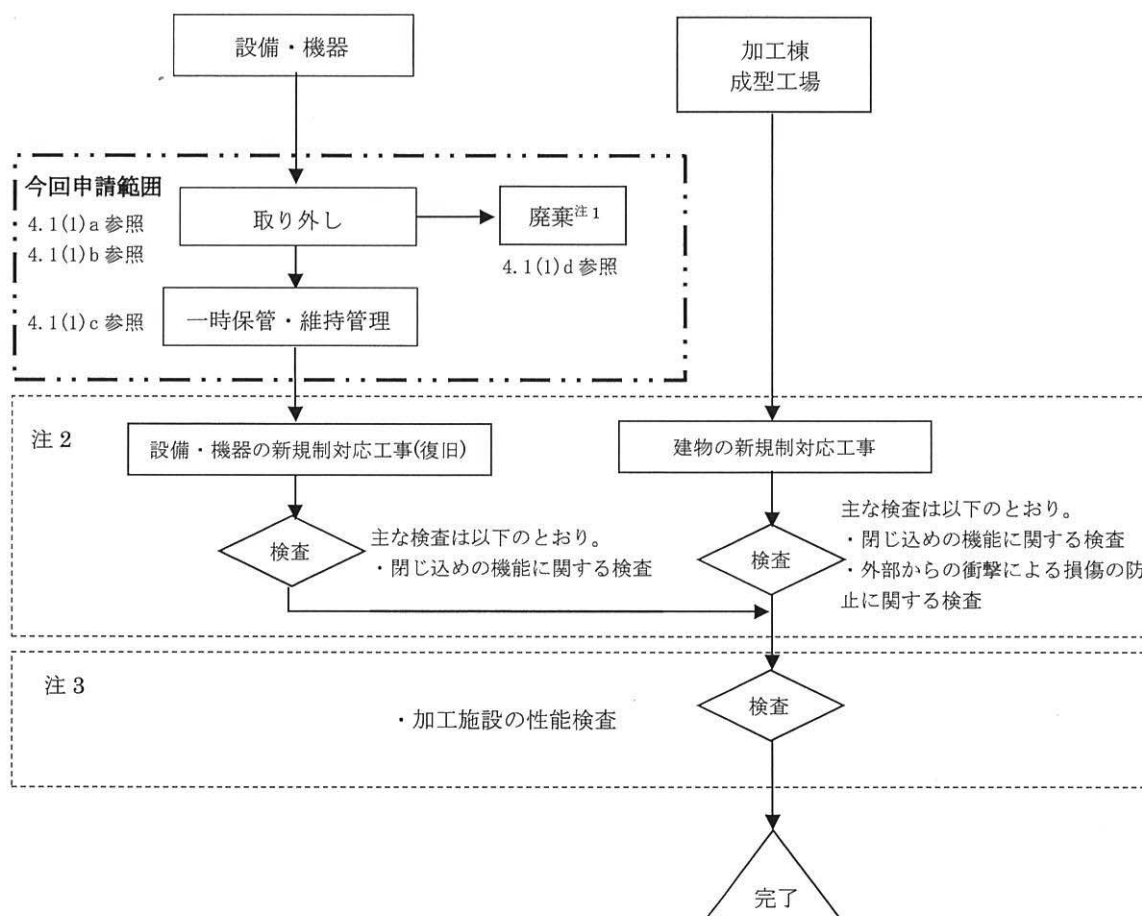 設備・機器
加工棟
成型工場
今回申請範囲
4.1(1)a 参照
4.1(1)b 参照
取り外し
廃棄注1
4.1(1)d 参照
4.1(1)c 参照
一時保管・維持管理
注 2
設備・機器の新規制対応工事(復旧)
建物の新規制対応工事
検査
主な検査は以下のとおり。
・閉じ込めの機能に関する検査
検査
主な検査は以下のとおり。
・閉じ込めの機能に関する検査
・外部からの衝撃による損傷の防
止に関する検査
注 3
・加工施設の性能検査
検査
完了